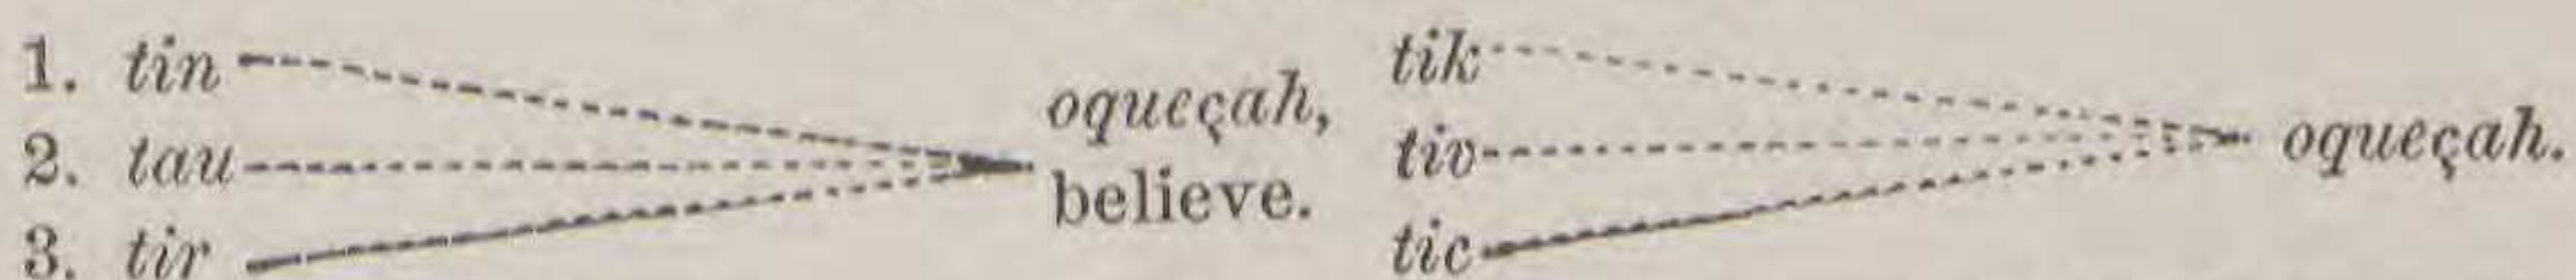 1. tin oqueçah, tik oqueçah.
2. tau believe. tiv
3. tir tic